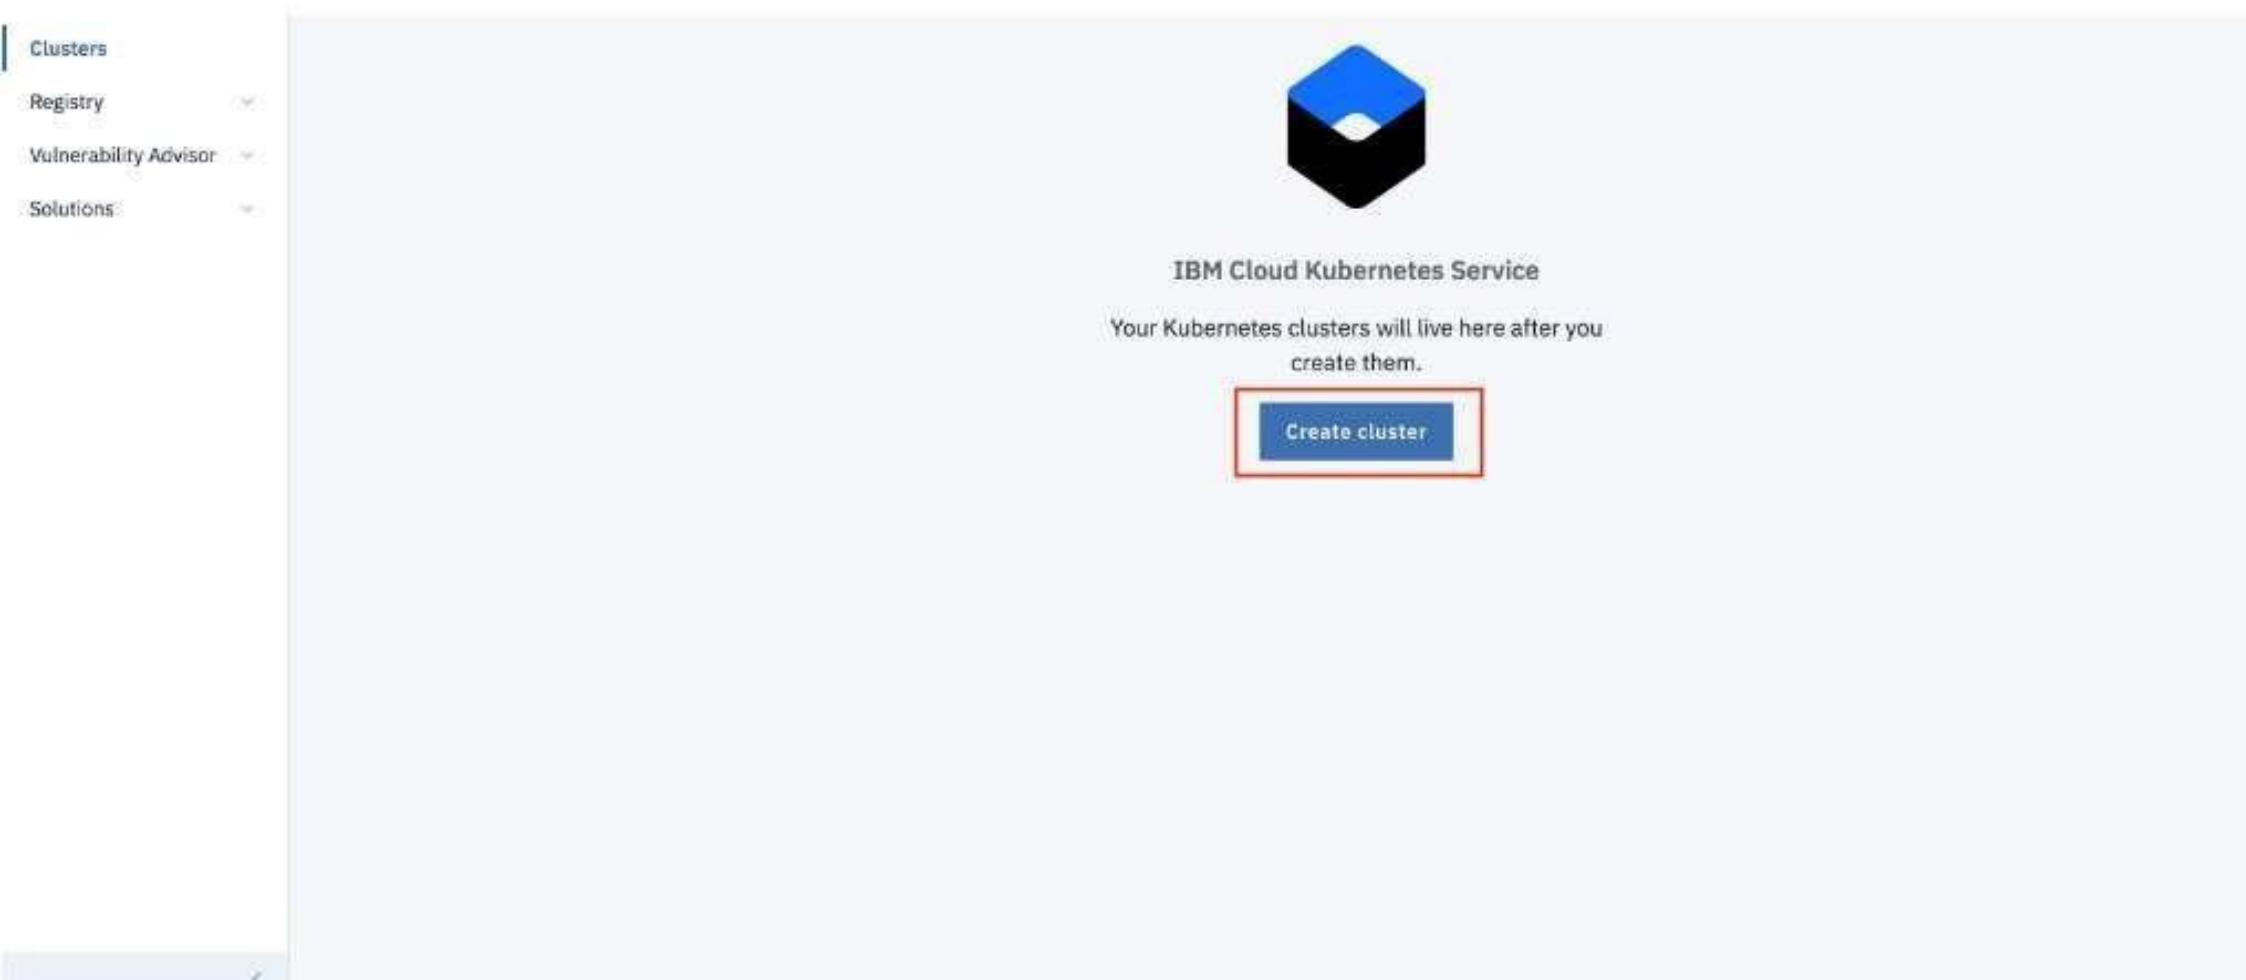 Clusters
Registry
Vulnerability Advisor
Solutions
IBM Cloud Kubernetes Service
Your Kubernetes clusters will live here after you
create them.
Create cluster